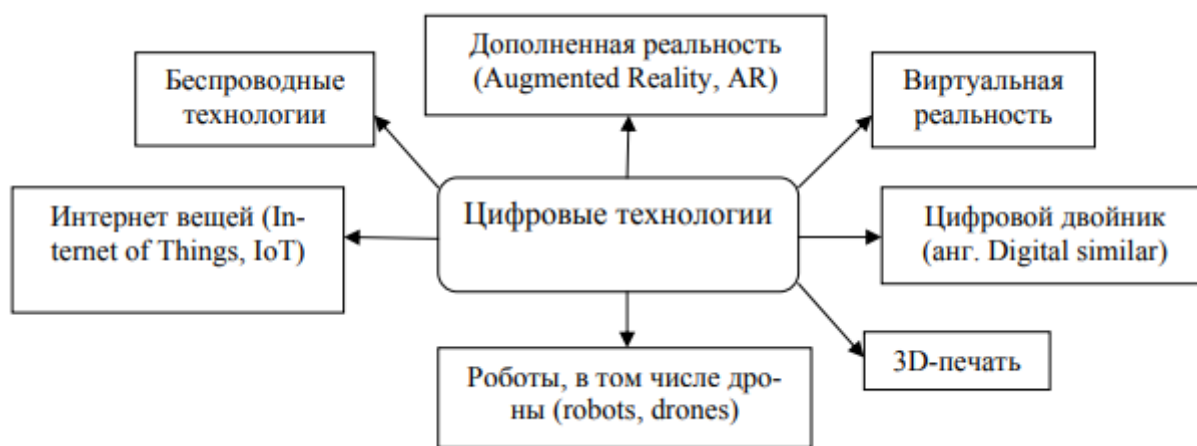 Дополненная реальность
(Augmented Reality, AR)
Беспроводные
технологии
Виртуальная
реальность
Интернет вещей (In-
ternet of Things, IoT)
Цифровые технологии
Цифровой двойник
(анг. Digital similar)
Роботы, в том числе дро-
ны (robots, drones)
3D-печать